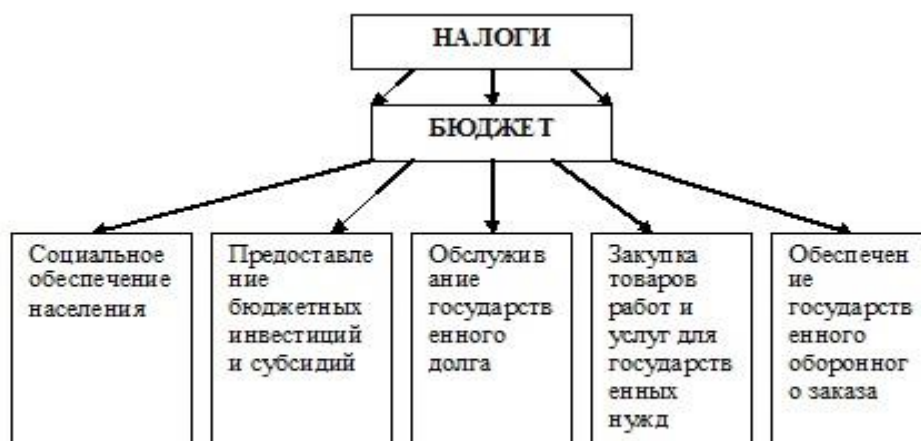 НАЛОГИ
БЮДЖЕТ
Социальное
обеспечение
населения
Предоставле
ние
бюджетных
инвестиций
и субсидий
Обслужив
ание
государств
енного
долга
Закупка
товаров
работ и
услуг для
государств
енных
нужд
Обеспечен
ие
государств
енного
оборонног
о заказа